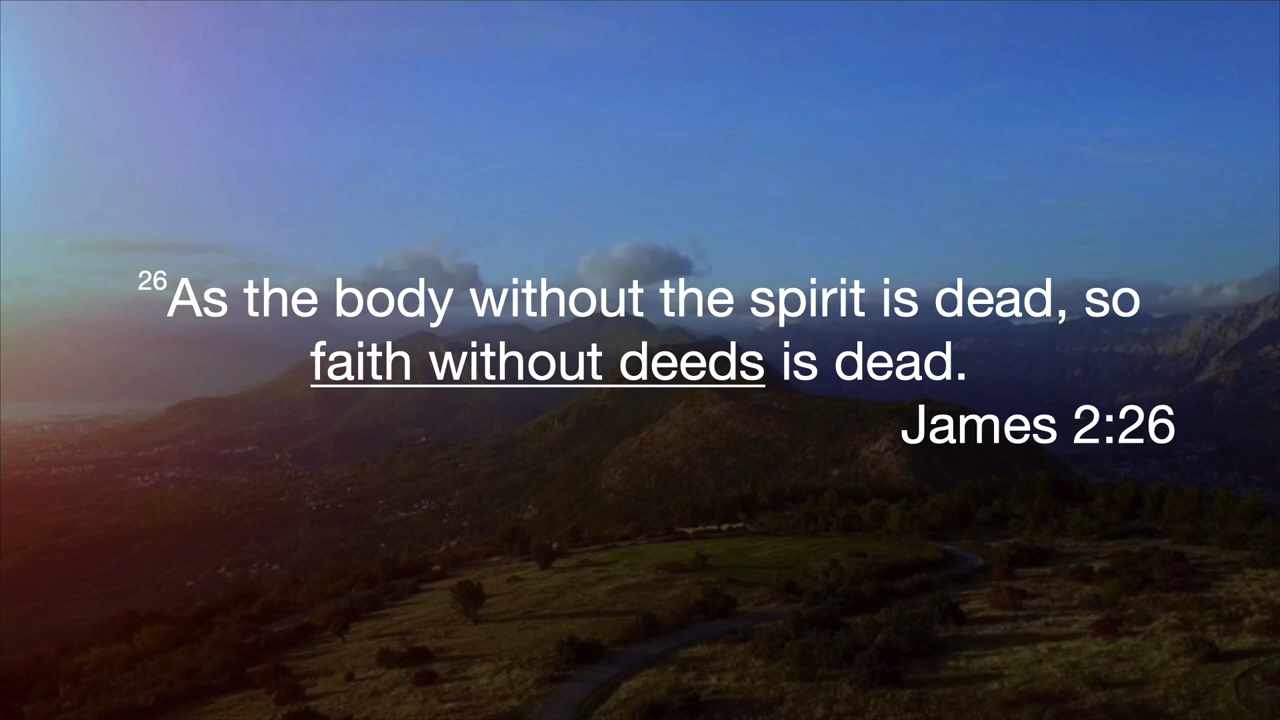 26As the body without the spirit is dead, so
faith without deeds is dead.
James 2:26